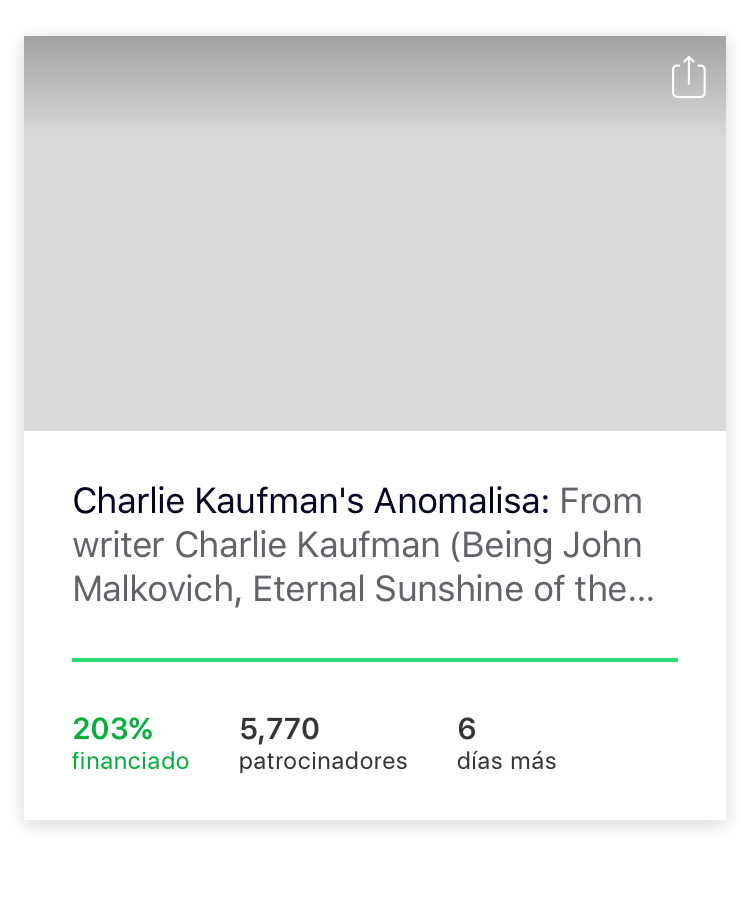 Charlie Kaufman's Anomalisa: From
writer Charlie Kaufman (Being John
Malkovich, Eternal Sunshine of the...
203%
financiado
5,770
patrocinadores
6
días más